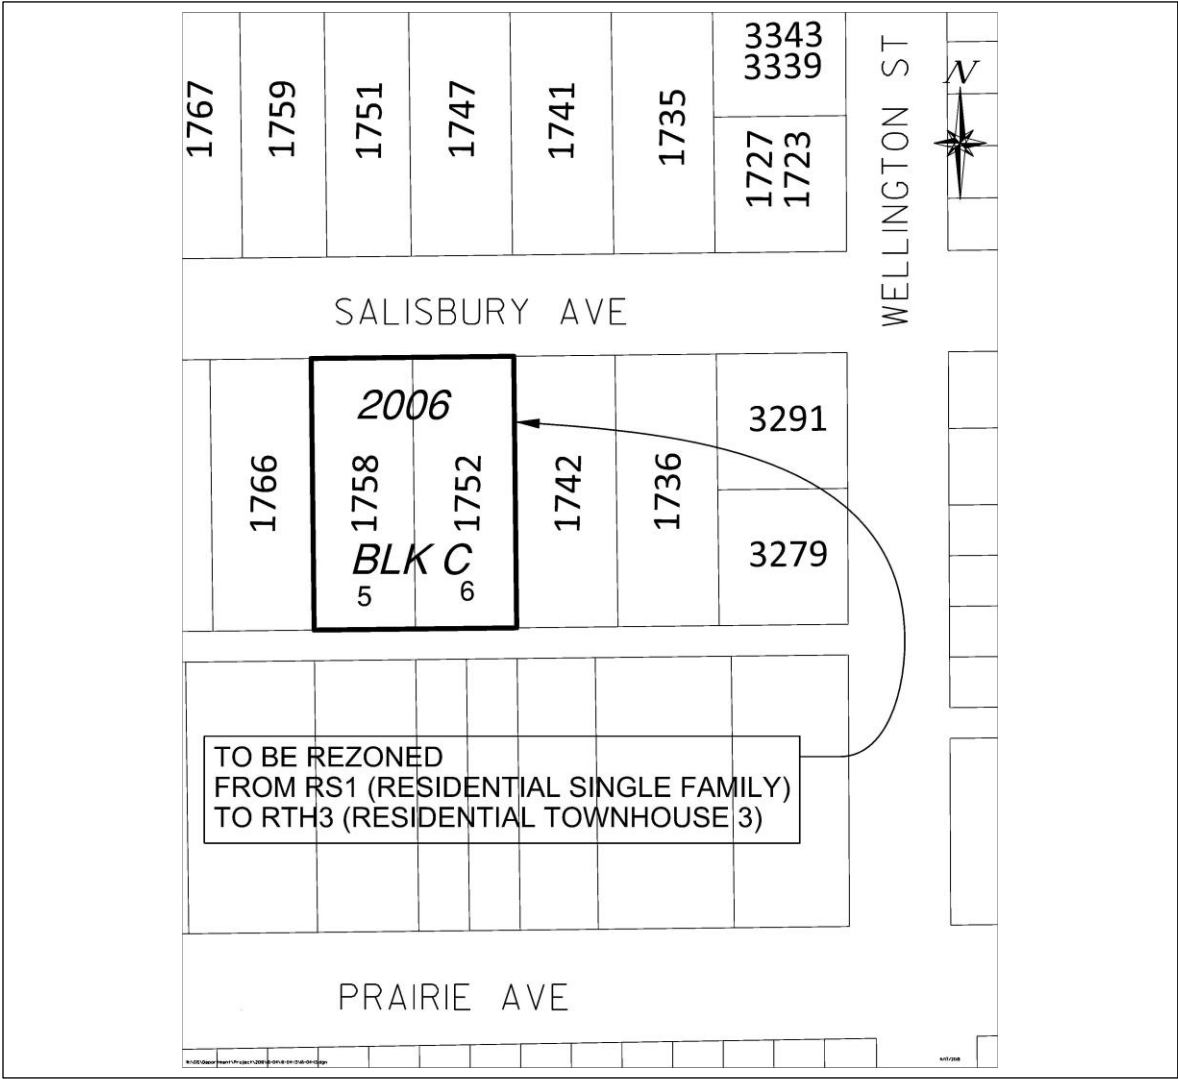 1767
1759
1751
1747
1741
1735
3343
3339
1727
1723
WELLINGTON ST
N
SALISBURY AVE
1766
2006
1758
1752
BLK C
5
6
1742
1736
3291
3279
TO BE REZONED
FROM RS1 (RESIDENTIAL SINGLE FAMILY)
TO RTH3 (RESIDENTIAL TOWNHOUSE 3)
PRAIRIE AVE